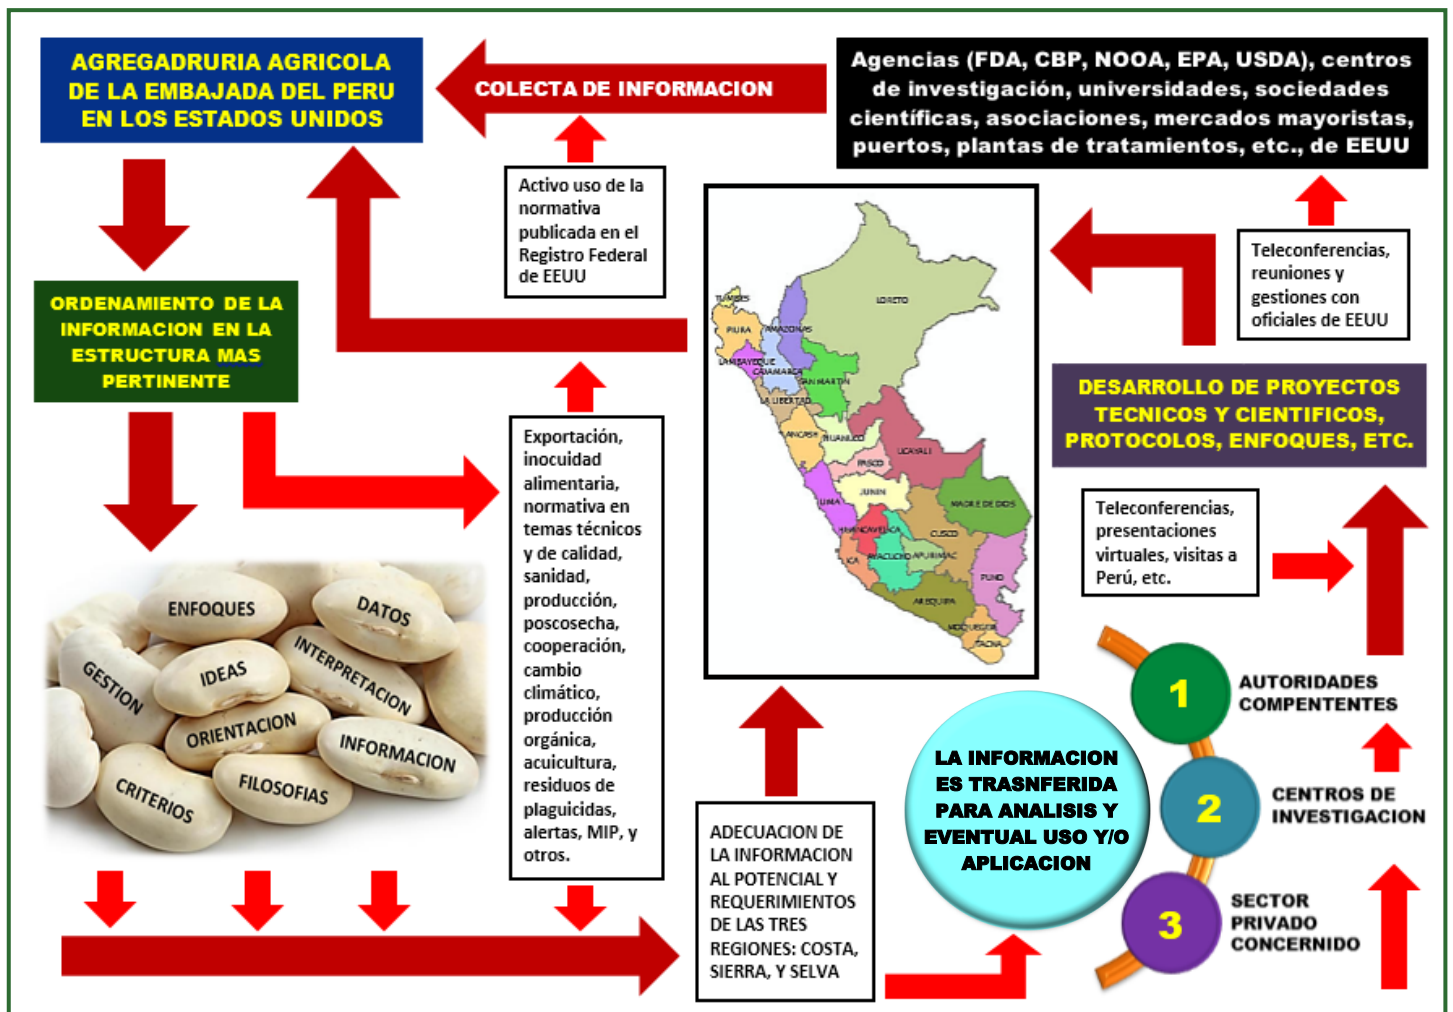 AGREGADRURIA AGRICOLA
DE LA EMBAJADA DEL PERU
EN LOS ESTADOS UNIDOS
COLECTA DE INFORMACION
Agencias (FDA, CBP, NOOA, EPA, USDA), centros
de investigación, universidades, sociedades
científicas, asociaciones, mercados mayoristas,
puertos, plantas de tratamientos, etc., de EEUU
Activo uso de la
normativa
publicada en el
Registro Federal
de EEUU
Teleconferencias,
reuniones y
gestiones con
oficiales de EEUU
ORDENAMIENTO DE LA
INFORMACION EN LA
ESTRUCTURA MAS
PERTINENTE
TUMBES
PIURA
AMAZONAS
LORETO
LAMBAYEQUE
CAJAMARCA
SAN MARTIN
LA LIBERTAD
ANCASH
HUANUCO
UCAYALI
PASCO
JUNIN
LIMA
MADRE DE DIOS
HUANCAVELICA
CUSCO
ICA
AYACUCHO
APURIMAC
PUNO
AREQUIPA
MOQUEGUA
TACNA
DESARROLLO DE PROYECTOS
TECNICOS Y CIENTIFICOS,
PROTOCOLOS, ENFOQUES, ETC.
Exportación,
inocuidad
alimentaria,
normativa en
temas técnicos
y de calidad,
sanidad,
producción,
poscosecha,
cooperación,
cambio
climático,
producción
orgánica,
acuicultura,
residuos de
plaguicidas,
alertas, MIP, y
otros.
Teleconferencias,
presentaciones
virtuales, visitas a
Perú, etc.
ENFOQUES
DATOS
GESTION
IDEAS
INTERPRETACION
ORIENTACION
INFORMACION
CRITERIOS
FILOSOFIAS
ADECUACION DE
LA INFORMACION
AL POTENCIAL Y
REQUERIMIENTOS
DE LAS TRES
REGIONES: COSTA,
SIERRA, Y SELVA
LA INFORMACION
ES TRASNFERIDA
PARA ANALISIS Y
EVENTUAL USO Y/O
APLICACION
1
AUTORIDADES
COMPENTENTES
2
CENTROS DE
INVESTIGACION
3
SECTOR
PRIVADO
CONCERNIDO